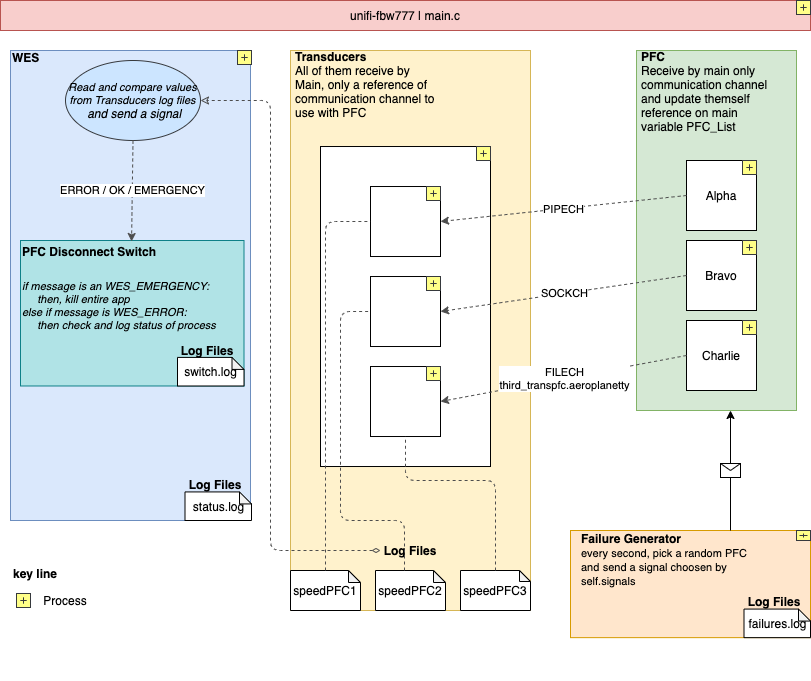 unifi-fbw777 | main.c
+
WES
+
Read and compare values
from Transducers log files
and send a signal
ERROR / OK / EMERGENCY
PFC Disconnect Switch
if message is an WES_EMERGENCY:
then, kill entire app
else if message is WES_ERROR:
then check and log status of process
Log Files
switch.log
Log Files
status.log
Transducers
All of them receive by
Main, only a reference of
communication channel to
use with PFC
+
+
+
+
PIPECH
SOCKCH
FILECH
third_transpfc.aeroplanetty
Log Files
speedPFC1
speedPFC2
speedPFC3
PFC
Receive by main only
communication channel
and update themself
reference on main
variable PFC_List
+
Alpha
+
Bravo
+
Charlie
Failure Generator
+
every second, pick a random PFC
and send a signal choosen by
self.signals
Log Files
failures.log
key line
+
Process